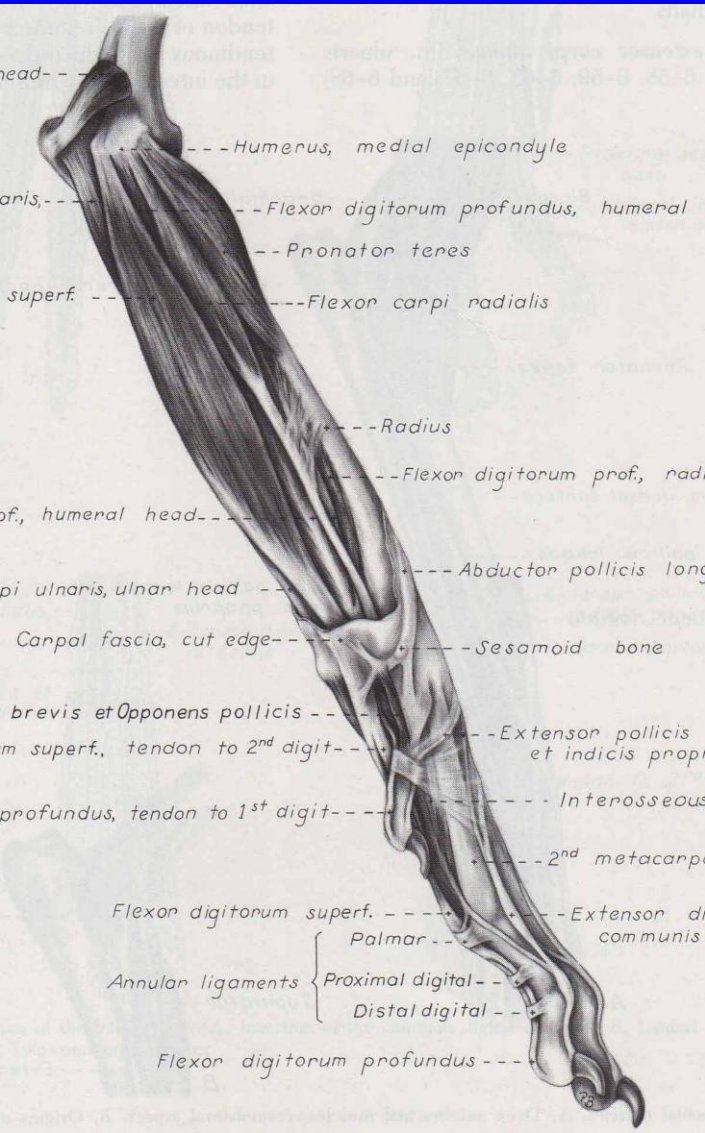 head
Humerus, medial epicondyle
aris,
Flexor digitorum profundus, humeral
Pronator teres
superf.
Flexor carpi radialis
Radius
Flexor digitorum prof., radi
of., humeral head
Abductor pollicis long
pi ulnaris, ulnar head
Carpal fascia, cut edge
Sesamoid bone
brevis et Opponens pollicis
Extensor pollicis
et indicis propr
m superf., tendon to 2nd digit
Interosseous
profundus, tendon to 1st digit
2nd metacarpa
Flexor digitorum superf.
Extensor di
communis
Palmar
Annular ligaments
Proximal digital
Distal digital
Flexor digitorum profundus